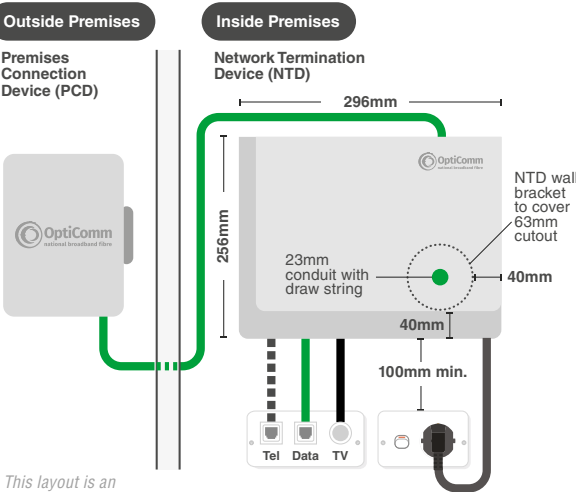 Outside Premises
Inside Premises
Premises
Connection
Device (PCD)
Network Termination
Device (NTD)
296mm
OptiComm
national broadband fibre
NTD wall
bracket
to cover
63mm
cutout
OptiComm
national broadband fibre
256mm
23mm
conduit with
draw string
40mm
40mm
100mm min.
Tel
Data
TV
This layout is an